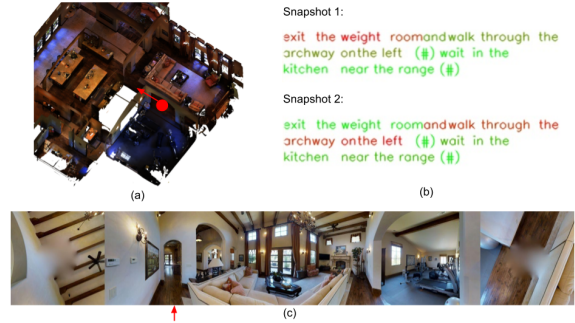 Snapshot 1:
exit the weight roomandwalk through the
archway onthe left (#) wait in the
kitchen near the range (#)
Snapshot 2:
exit the weight roomandwalk through the
archway onthe left (#) wait in the
kitchen near the range (#)
(a)
(b)
(c)